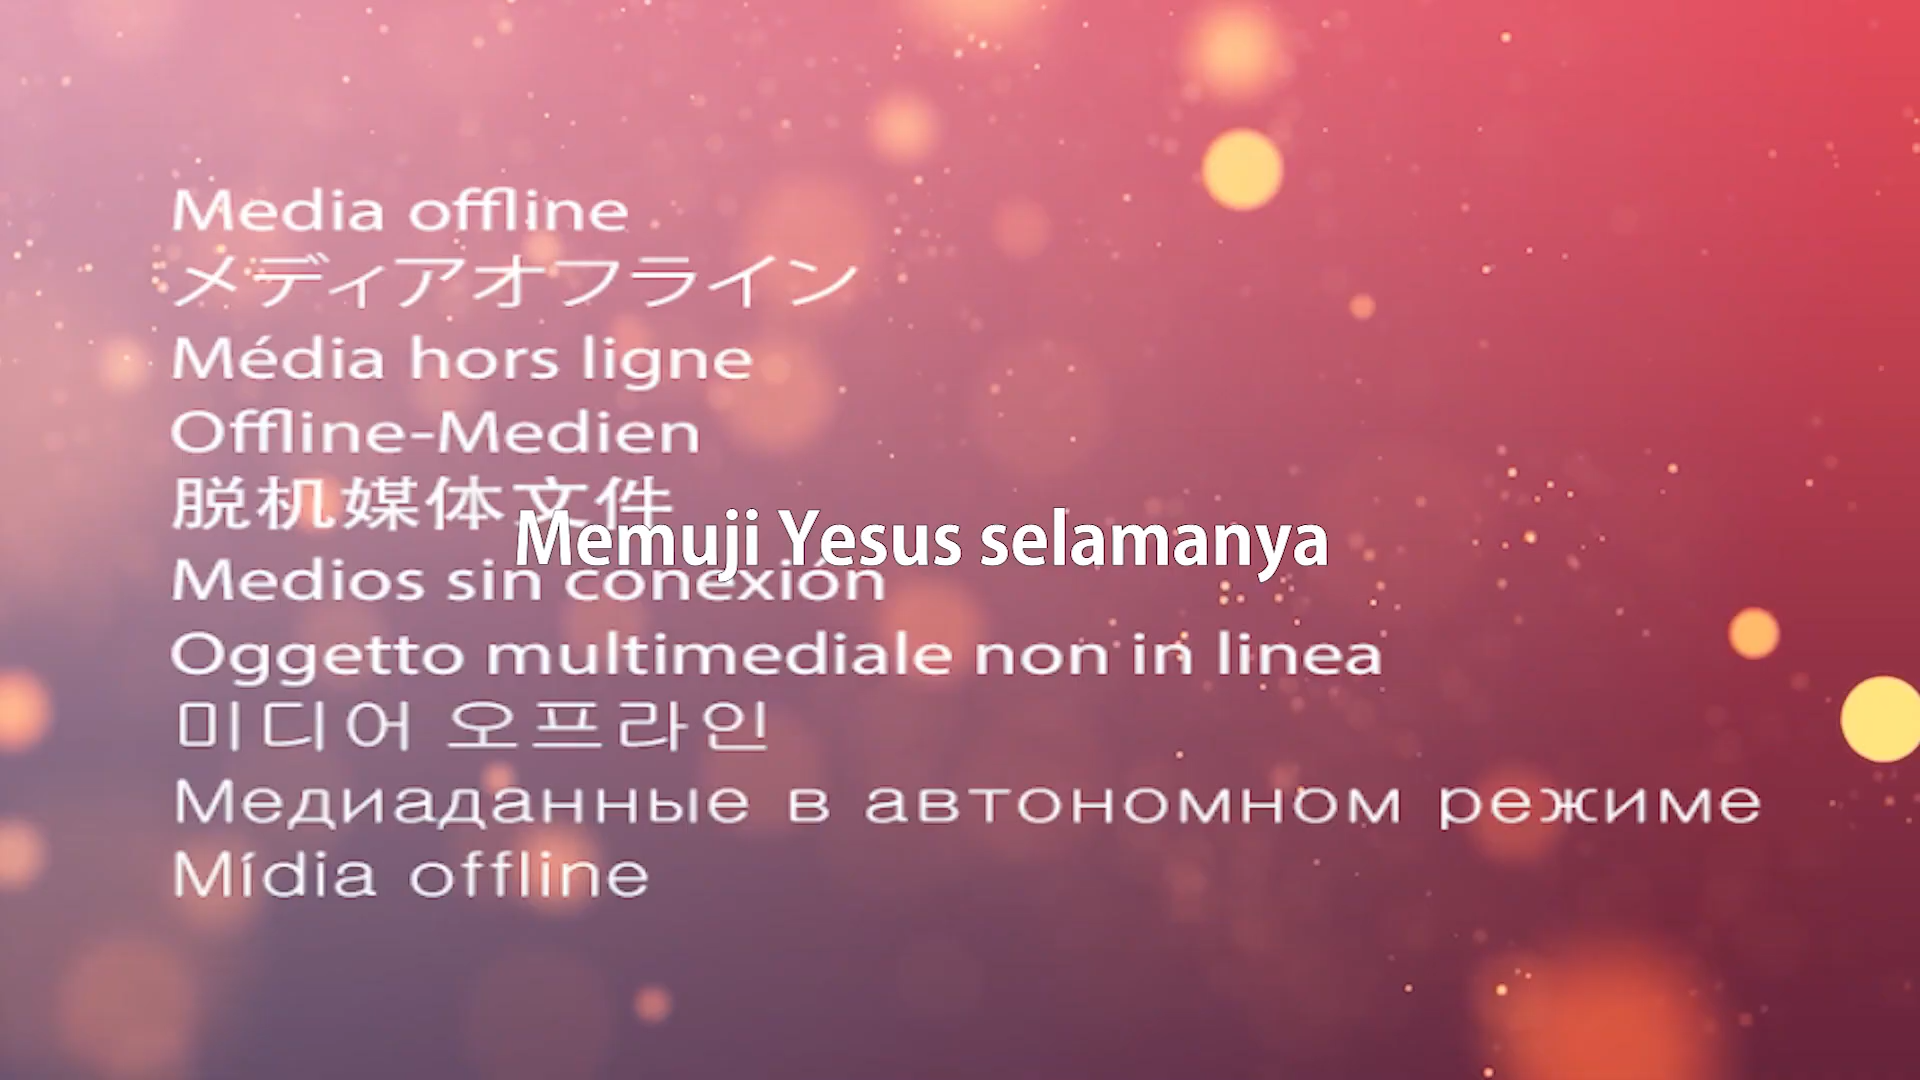 Media offline
メディアオフライン
Média hors ligne
Offline-Medien
脱机媒体文件
Memuji Yesus selamanya
Medios sin conexión
Oggetto multimediale non in linea
미디어 오프라인
Медиаданные в автономном режиме
Mídia offline